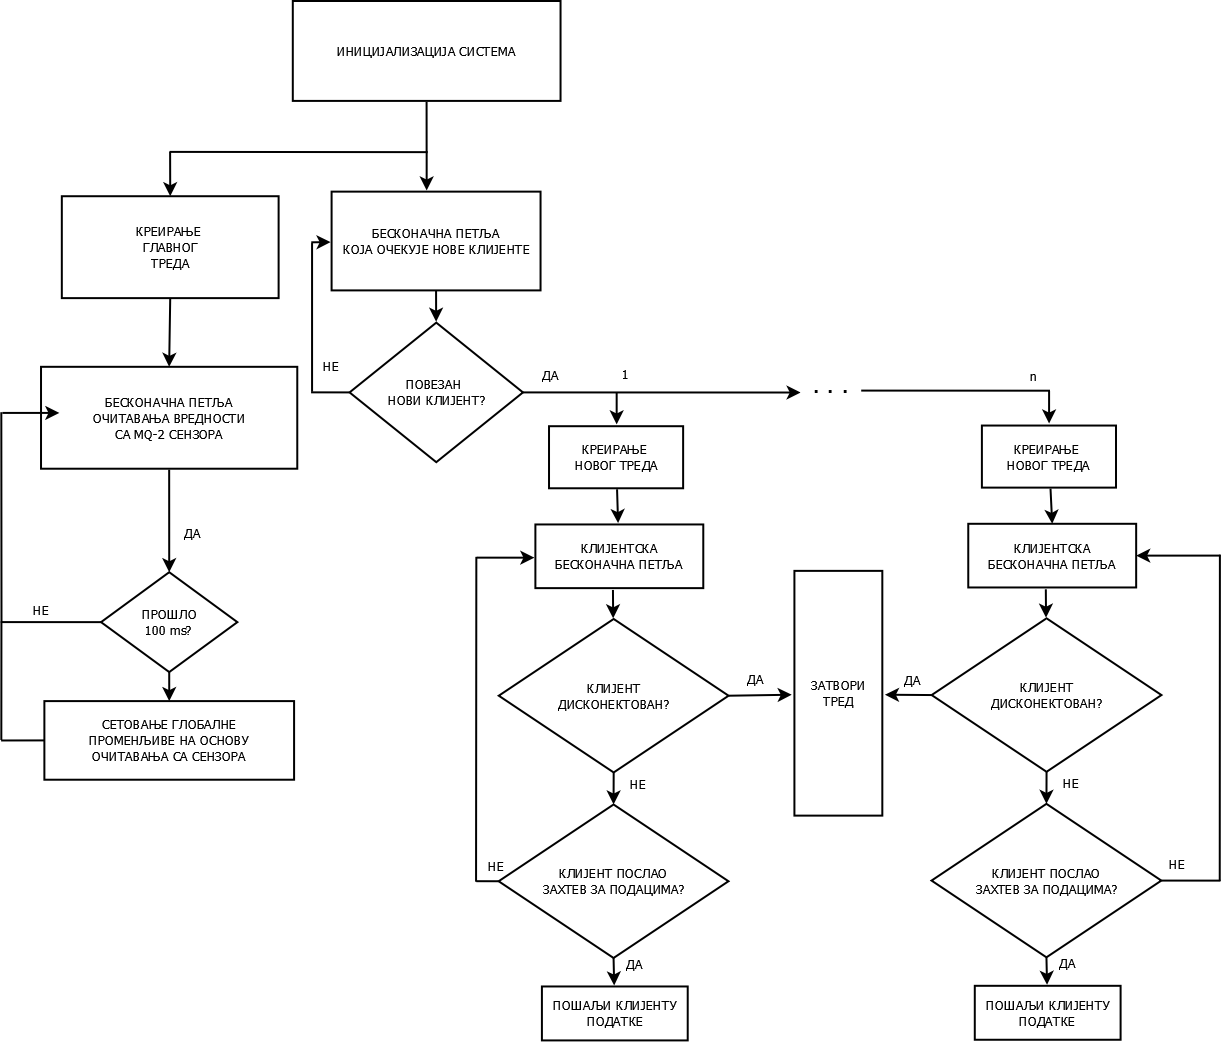 ИНИЦИЈАЛИЗАЦИЈА СИСТЕМА
КРЕИРАЊЕ
ГЛАВНОГ
ТРЕДА
БЕСКОНАЧНА ПЕТЉА
КОЈА ОЧЕКУЈЕ НОВЕ КЛИЈЕНТЕ
НЕ
ПОВЕЗАН
НОВИ КЛИЈЕНТ?
ДА
1
. . .
n
БЕСКОНАЧНА ПЕТЉА
ОЧИТАВАЊА ВРЕДНОСТИ
СА MQ-2 СЕНЗОРА
ДА
НЕ
ПРОШЛО
100 ms?
СЕТОВАЊЕ ГЛОБАЛНЕ
ПРОМЕНЉИВЕ НА ОСНОВУ
ОЧИТАВАЊА СА СЕНЗОРА
КРЕИРАЊЕ
НОВОГ ТРЕДА
КЛИЈЕНТСКА
БЕСКОНАЧНА ПЕТЉА
КЛИЈЕНТ
ДИСКОНЕКТОВАН?
ДА
НЕ
КЛИЈЕНТ ПОСЛАО
ЗАХТЕВ ЗА ПОДАЦИМА?
НЕ
ДА
ПОШАЉИ КЛИЈЕНТУ
ПОДАТКЕ
ЗАТВОРИ
ТРЕД
КРЕИРАЊЕ
НОВОГ ТРЕДА
КЛИЈЕНТСКА
БЕСКОНАЧНА ПЕТЉА
ДА
КЛИЈЕНТ
ДИСКОНЕКТОВАН?
НЕ
КЛИЈЕНТ ПОСЛАО
ЗАХТЕВ ЗА ПОДАЦИМА?
НЕ
ДА
ПОШАЉИ КЛИЈЕНТУ
ПОДАТКЕ